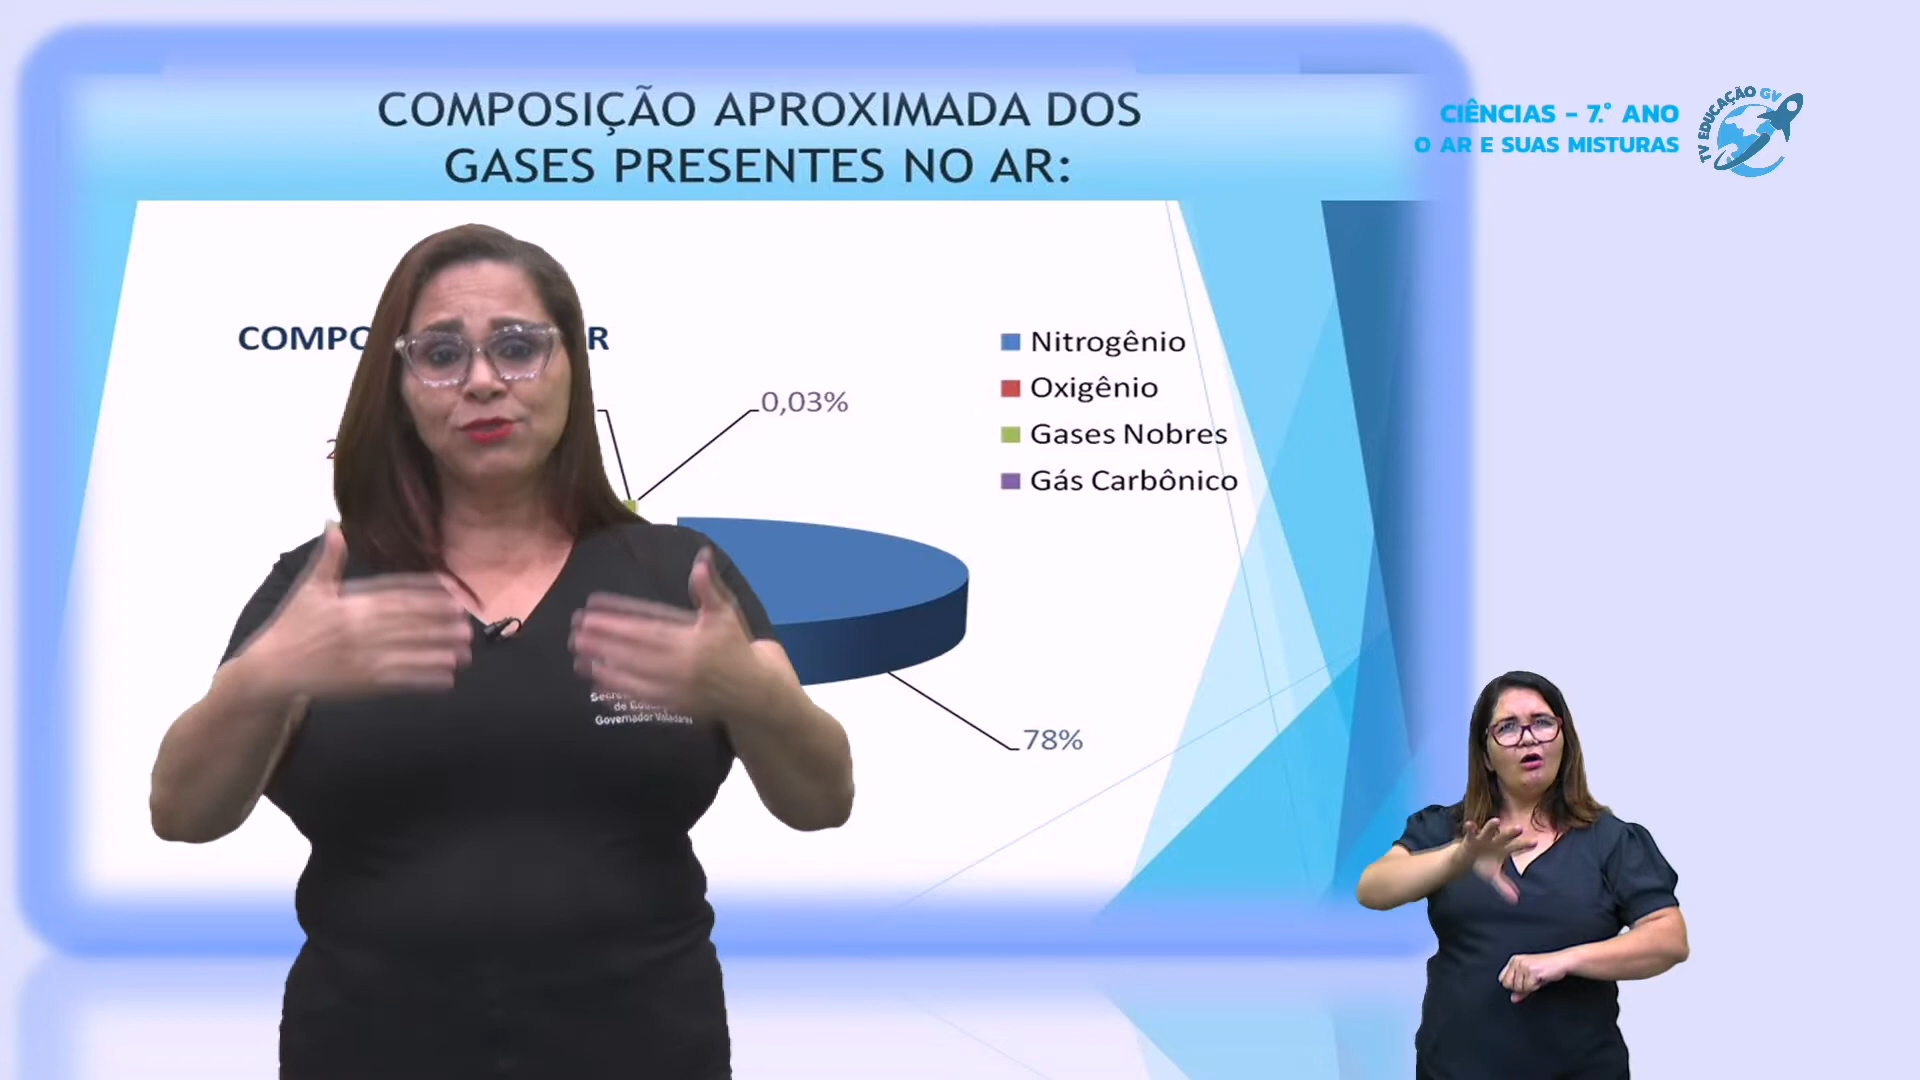 COMPOSIÇÃO APROXIMADA DOS
GASES PRESENTES NO AR:
CIÊNCIAS - 7.° ANO
O AR E SUAS MISTURAS
TV EDUCAÇÃO GV
Nitrogênio
Oxigênio
Gases Nobres
Gás Carbônico
0,03%
78%
de
Governador Valadares